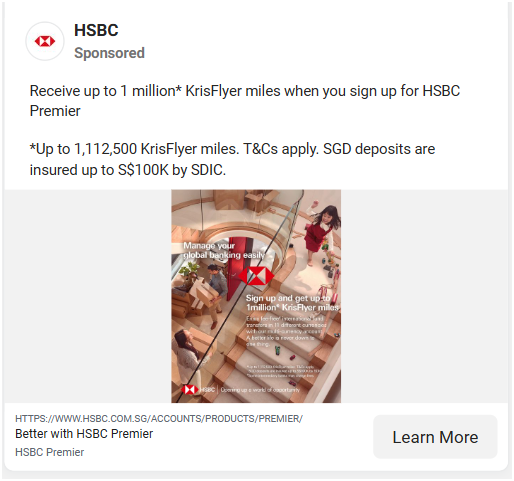 HSBC
Sponsored
Receive up to 1 million* KrisFlyer miles when you sign up for HSBC
Premier
*Up to 1,112,500 KrisFlyer miles. T&Cs apply. SGD deposits are
insured up to S$100K by SDIC.
Manage your
global banking easily
Sign up and get up to
1million* KrisFlyer miles
HSBC | Opening up a world of opportunity
HTTPS://WWW.HSBC.COM.SG/ACCOUNTS/PRODUCTS/PREMIER/
Better with HSBC Premier
HSBC Premier
Learn More